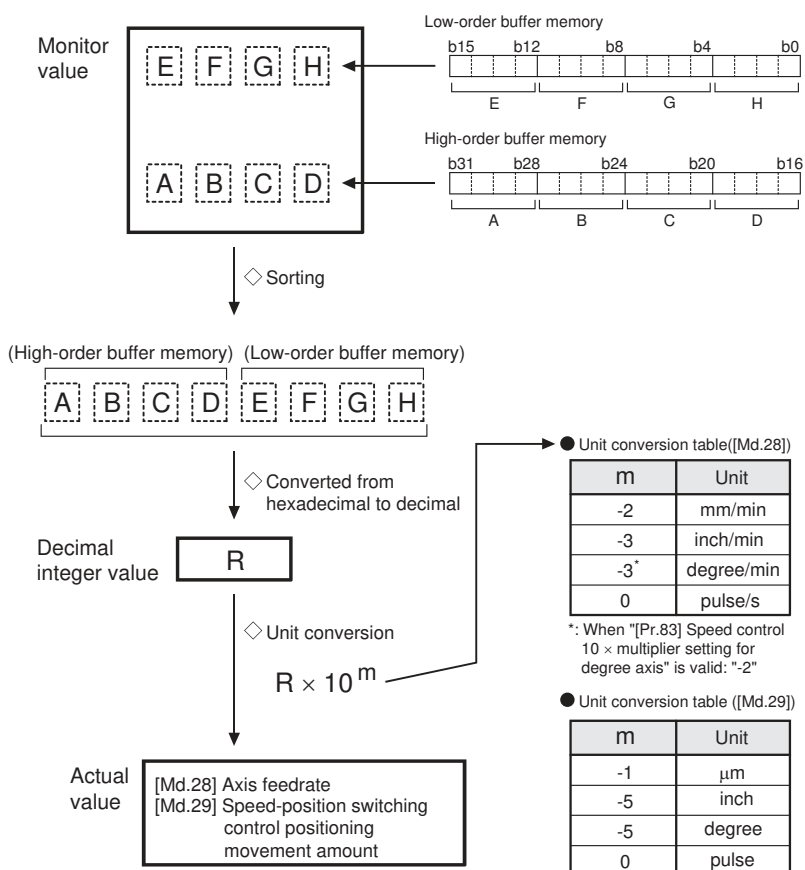 Monitor
value
E F G H
A B C D
Low-order buffer memory
b15 b12 b8 b4 b0
E F G H
High-order buffer memory
b31 b28 b24 b20 b16
A B C D
◇ Sorting
(High-order buffer memory) (Low-order buffer memory)
A B C D E F G H
◇ Converted from
hexadecimal to decimal
Decimal
integer value
R
◇ Unit conversion
R × 10^m
Actual
value
[Md.28] Axis feedrate
[Md.29] Speed-position switching
control positioning
movement amount
● Unit conversion table([Md.28])
m Unit
-2 mm/min
-3 inch/min
-3* degree/min
0 pulse/s
*: When "[Pr.83] Speed control
10 × multiplier setting for
degree axis" is valid: "-2"
● Unit conversion table ([Md.29])
m Unit
-1 μm
-5 inch
-5 degree
0 pulse